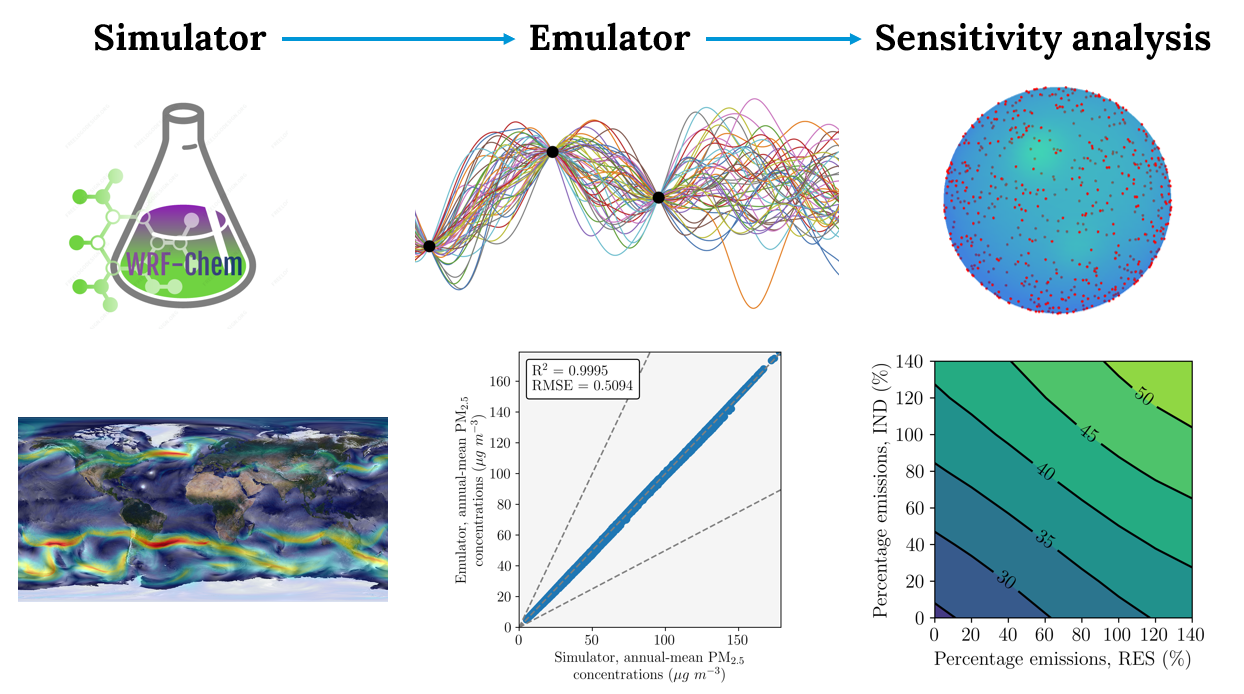 Simulator
Emulator
Sensitivity analysis
WRF-Chem
R² = 0.9995
RMSE = 0.5094
Emulator, annual-mean PM₂.₅
concentrations (μg m⁻³)
160
140
120
100
80
60
40
20
0
0
50
100
150
Simulator, annual-mean PM₂.₅
concentrations (μg m⁻³)
Percentage emissions, IND (%)
140
120
100
80
60
40
20
0
50
45
40
35
30
0
20
40
60
80
100
120
140
Percentage emissions, RES (%)